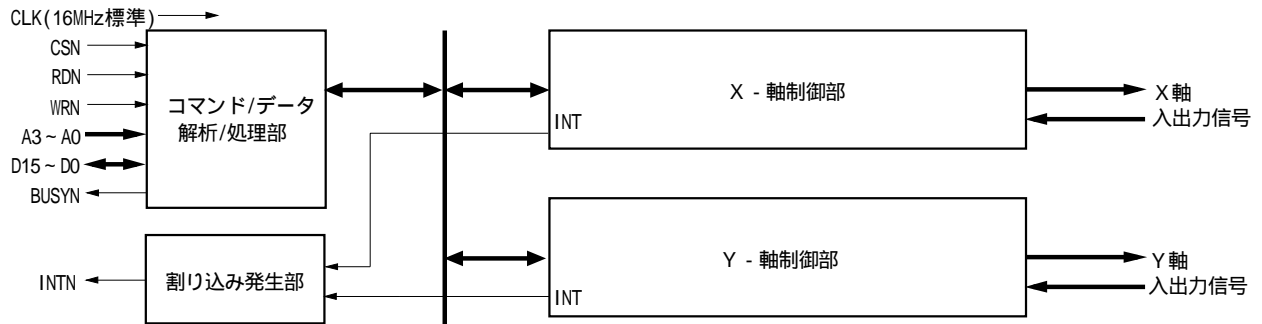 CLK(16MHz標準)
CSN
RDN
WRN
A3~A0
D15~D0
BUSYN
コマンド/データ
解析/処理部
X - 軸制御部
INT
X軸
入出力信号
INTN
割り込み発生部
Y - 軸制御部
INT
Y軸
入出力信号